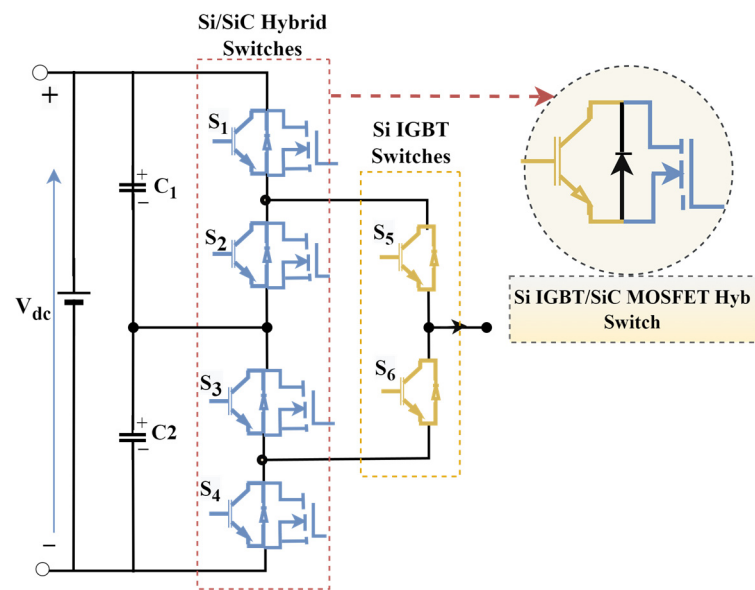 Si/SiC Hybrid
Switches
+
S1
Si IGBT
Switches
+
C1
−
S2
S5
Vdc
Si IGBT/SiC MOSFET Hyb
Switch
S3
S6
+
C2
−
S4
−